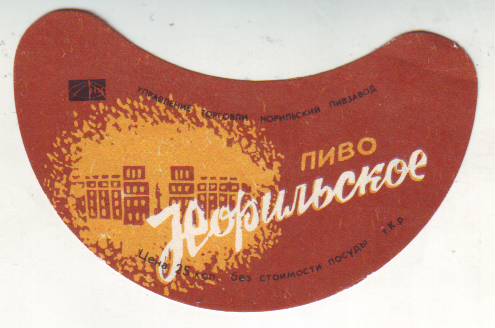 УПРАВЛЕНИЕ ТОРГОВЛИ НОРИЛЬСКИЙ ПИВЗАВОД
ПИВО
Норильское
Цена 25 коп. без стоимости посуды